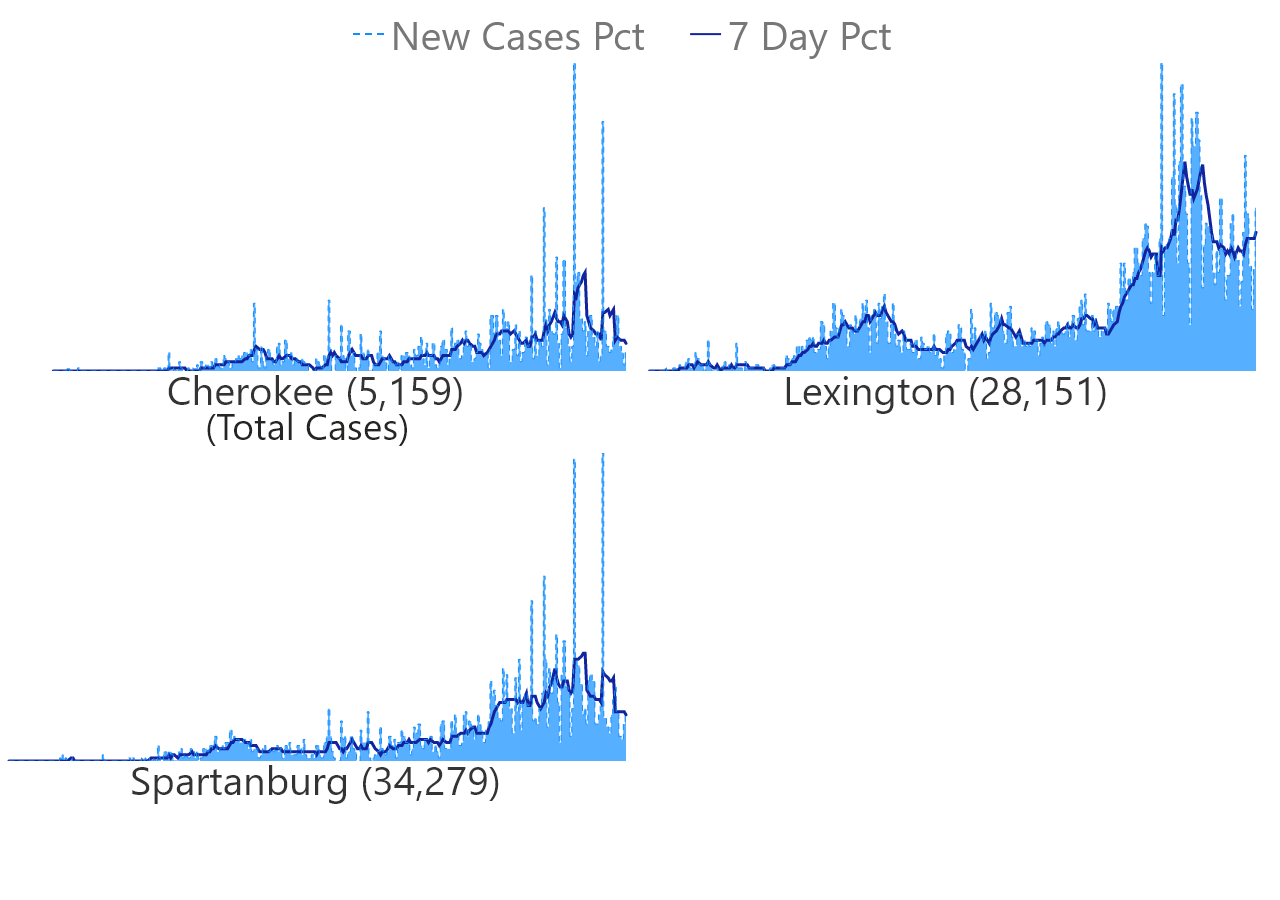 New Cases Pct 7 Day Pct
Cherokee (5,159) Lexington (28,151)
(Total Cases)
Spartanburg (34,279)